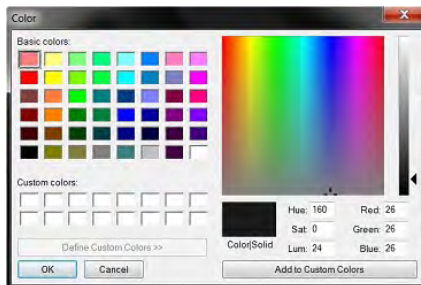 Color
Basic colors:
Custom colors:
Define Custom Colors >>
OK
Cancel
Color|Solid
Hue: 160
Sat: 0
Lum: 24
Red: 26
Green: 26
Blue: 26
Add to Custom Colors